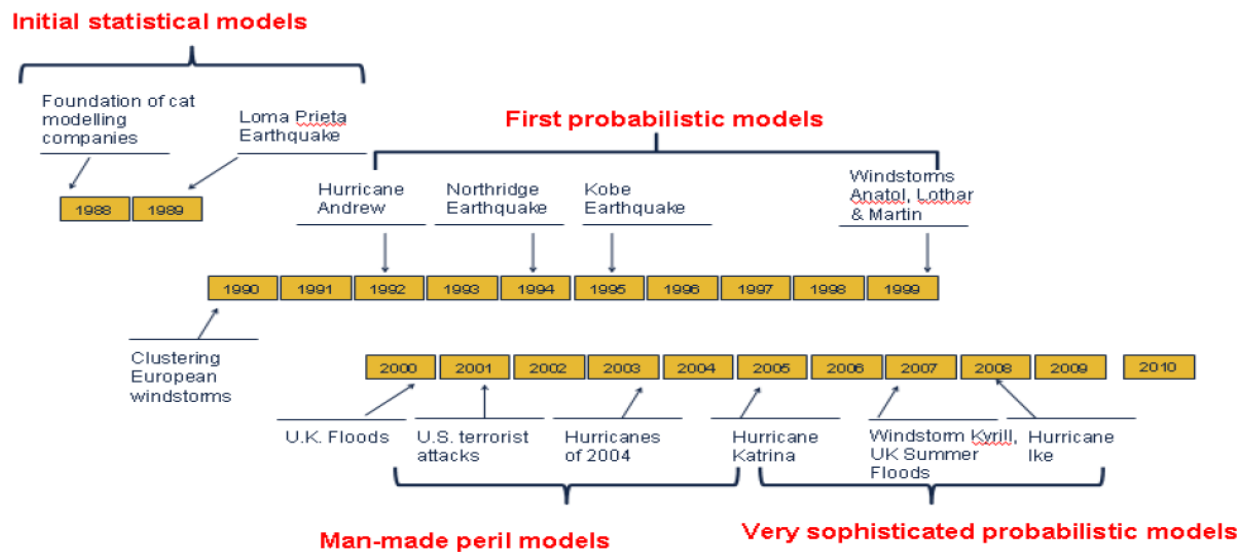 Initial statistical models
Foundation of cat
modelling
companies
Loma Prieta
Earthquake
First probabilistic models
1988 1989
Hurricane
Andrew
Northridge
Earthquake
Kobe
Earthquake
Windstorms
Anatol, Lothar
& Martin
1990 1991 1992 1993 1994 1995 1996 1997 1998 1999
Clustering
European
windstorms
2000 2001 2002 2003 2004 2005 2006 2007 2008 2009 2010
U.K. Floods
U.S. terrorist
attacks
Hurricanes
of 2004
Hurricane
Katrina
Windstorm Kyrill,
UK Summer
Floods
Hurricane
Ike
Man-made peril models
Very sophisticated probabilistic models